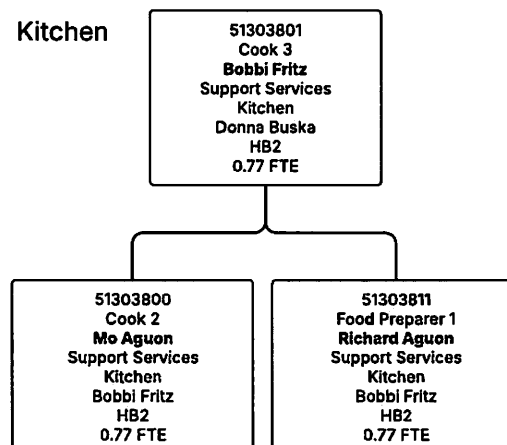 Kitchen
51303801
Cook 3
Bobbi Fritz
Support Services
Kitchen
Donna Buska
HB2
0.77 FTE
51303800
Cook 2
Mo Aguon
Support Services
Kitchen
Bobbi Fritz
HB2
0.77 FTE
51303811
Food Preparer 1
Richard Aguon
Support Services
Kitchen
Bobbi Fritz
HB2
0.77 FTE